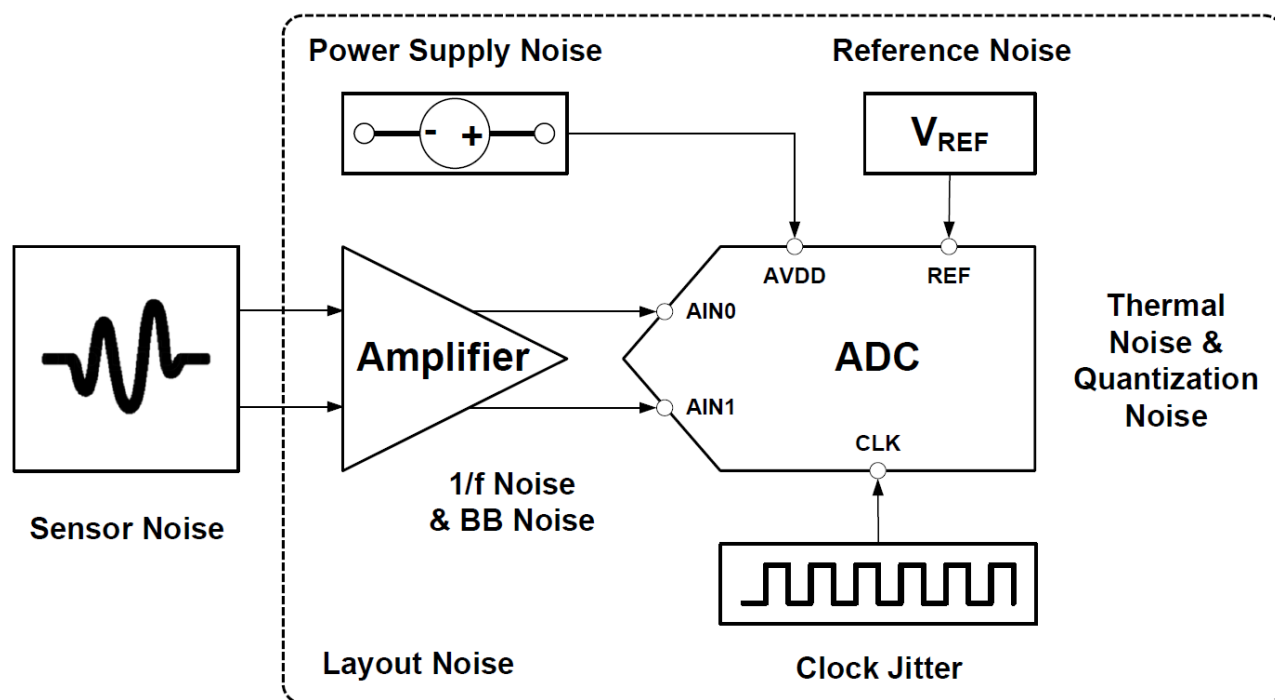 Power Supply Noise
Reference Noise
- +
VREF
AVDD
REF
AIN0
Amplifier
ADC
Thermal
Noise &
Quantization
Noise
AIN1
CLK
1/f Noise
& BB Noise
Sensor Noise
Layout Noise
Clock Jitter